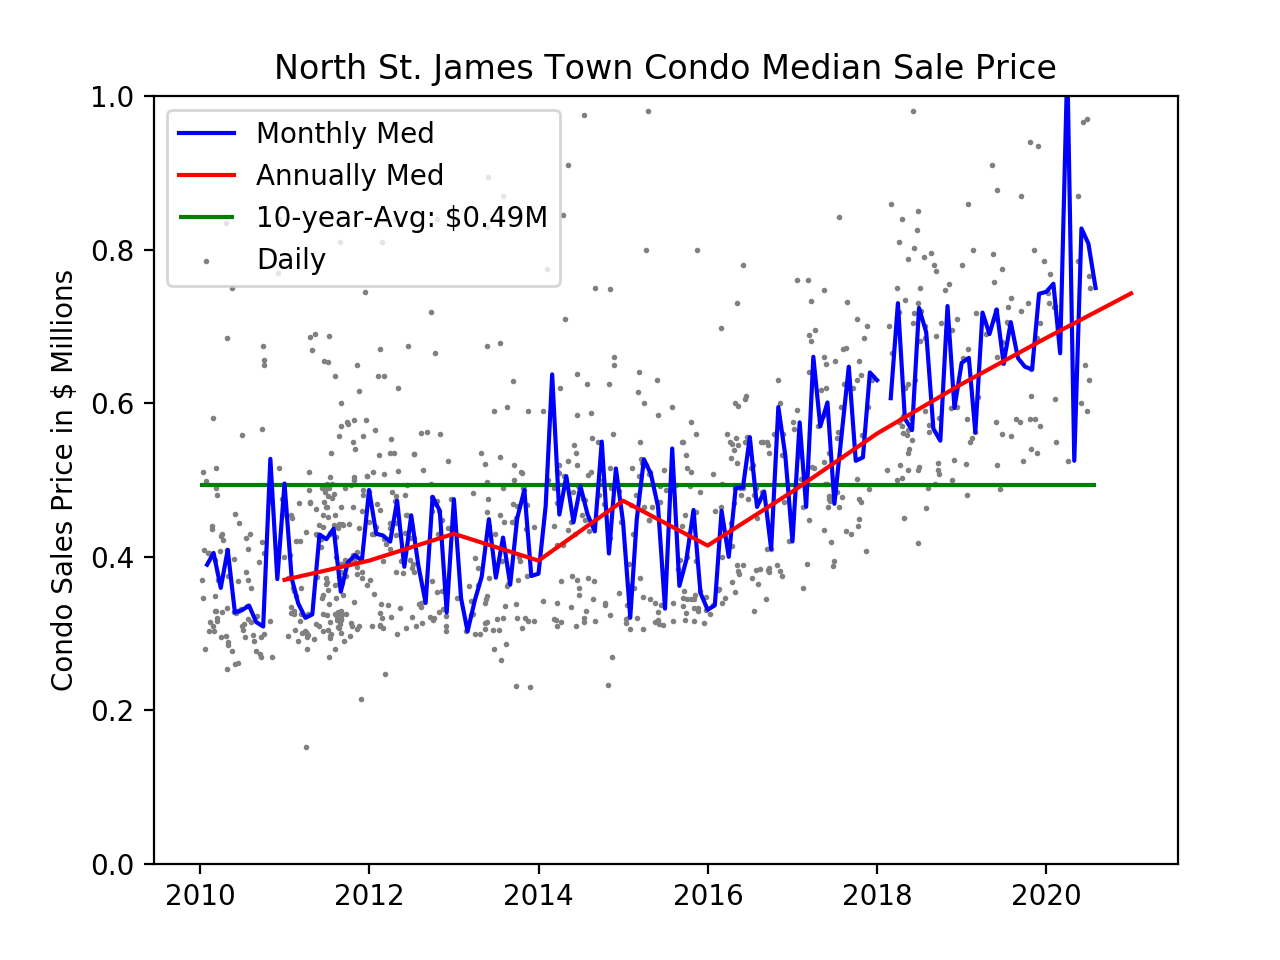 North St. James Town Condo Median Sale Price
Monthly Med
Annually Med
10-year-Avg: $0.49M
Daily
Condo Sales Price in $ Millions
1.0
0.8
0.6
0.4
0.2
0.0
2010 2012 2014 2016 2018 2020